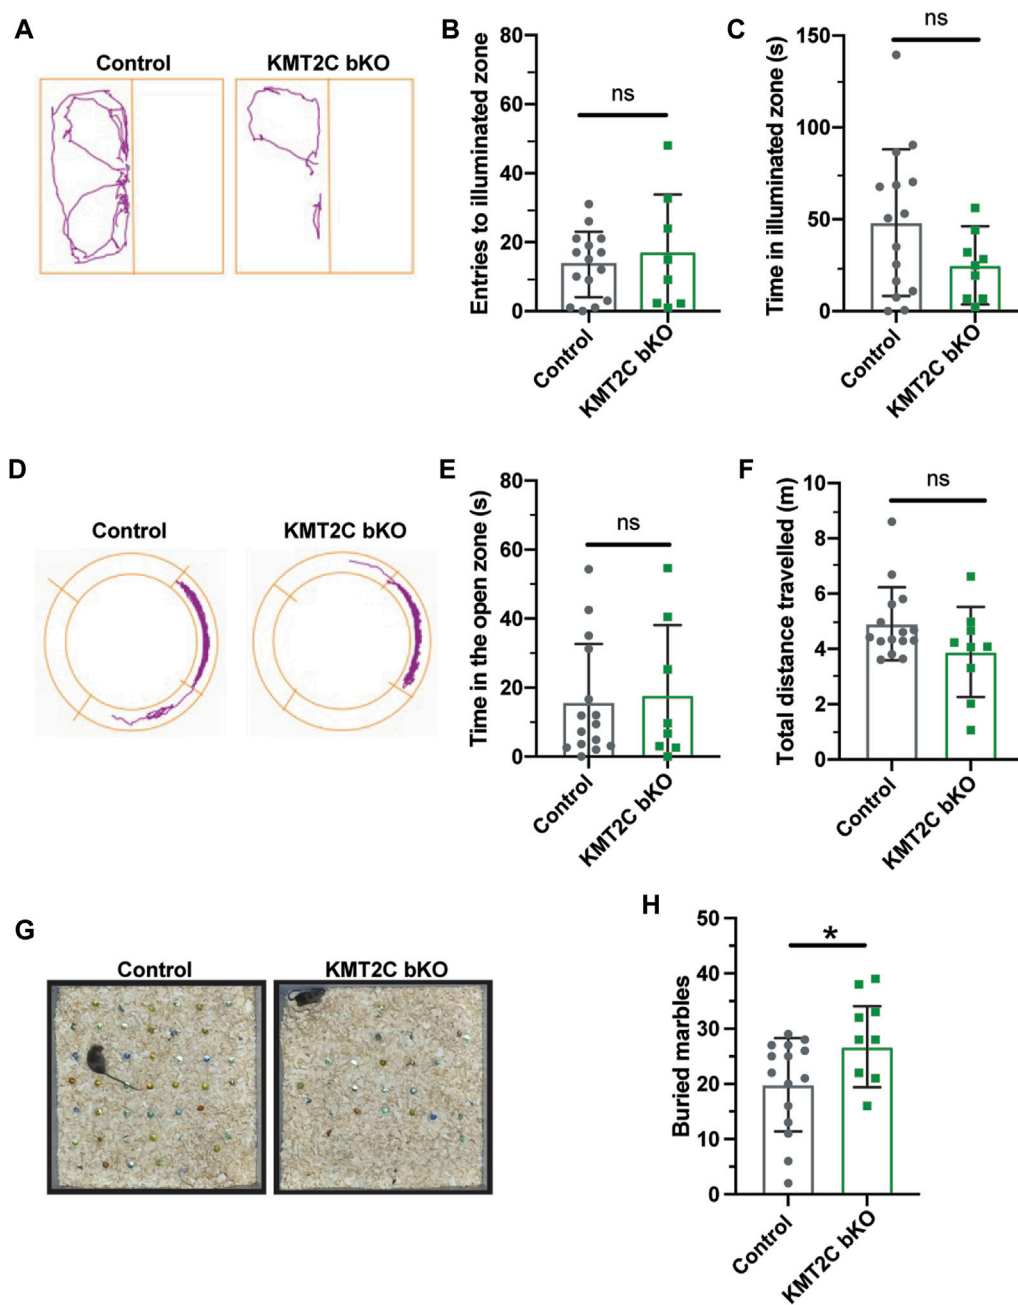 A
Control
KMT2C bKO
B
Entries to illuminated zone
80
60
40
20
0
ns
Control
KMT2C bKO
C
Time in illuminated zone (s)
150
100
50
0
ns
Control
KMT2C bKO
D
Control
KMT2C bKO
E
Time in the open zone (s)
80
60
40
20
0
ns
Control
KMT2C bKO
F
Total distance travelled (m)
10
8
6
4
2
0
ns
Control
KMT2C bKO
G
Control
KMT2C bKO
H
Buried marbles
50
40
30
20
10
0
*
Control
KMT2C bKO